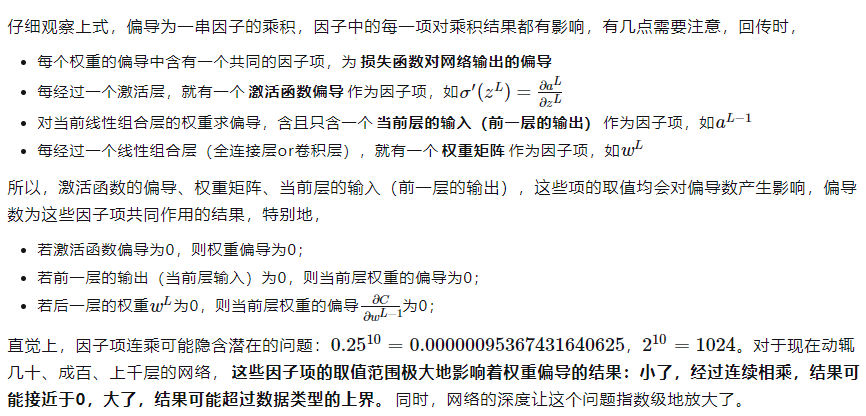 仔细观察上式，偏导为一串因子的乘积，因子中的每一项对乘积结果都有影响，有几点需要注意，回传时，
• 每个权重的偏导中含有一个共同的因子项，为 损失函数对网络输出的偏导
• 每经过一个激活层，就有一个 激活函数偏导 作为因子项，如σ′(z^L) = ∂a^L/∂z^L
• 对当前线性组合层的权重求偏导，含且只含一个 当前层的输入（前一层的输出） 作为因子项，如a^{L−1}
• 每经过一个线性组合层（全连接层or卷积层），就有一个 权重矩阵 作为因子项，如w^L
所以，激活函数的偏导、权重矩阵、当前层的输入（前一层的输出），这些项的取值均会对偏导数产生影响，偏导
数为这些因子项共同作用的结果，特别地，
• 若激活函数偏导为0，则权重偏导为0；
• 若前一层的输出（当前层输入）为0，则当前层权重的偏导为0；
• 若后一层的权重w^L为0，则当前层权重的偏导∂C/∂w^{L−1}为0；
直觉上，因子项连乘可能隐含潜在的问题：0.25^{10} = 0.00000095367431640625，2^{10} = 1024。对于现在动辄
几十、成百、上千层的网络， 这些因子项的取值范围极大地影响着权重偏导的结果：小了，经过连续相乘，结果可
能接近于0，大了，结果可能超过数据类型的上界。 同时，网络的深度让这个问题指数级地放大了。